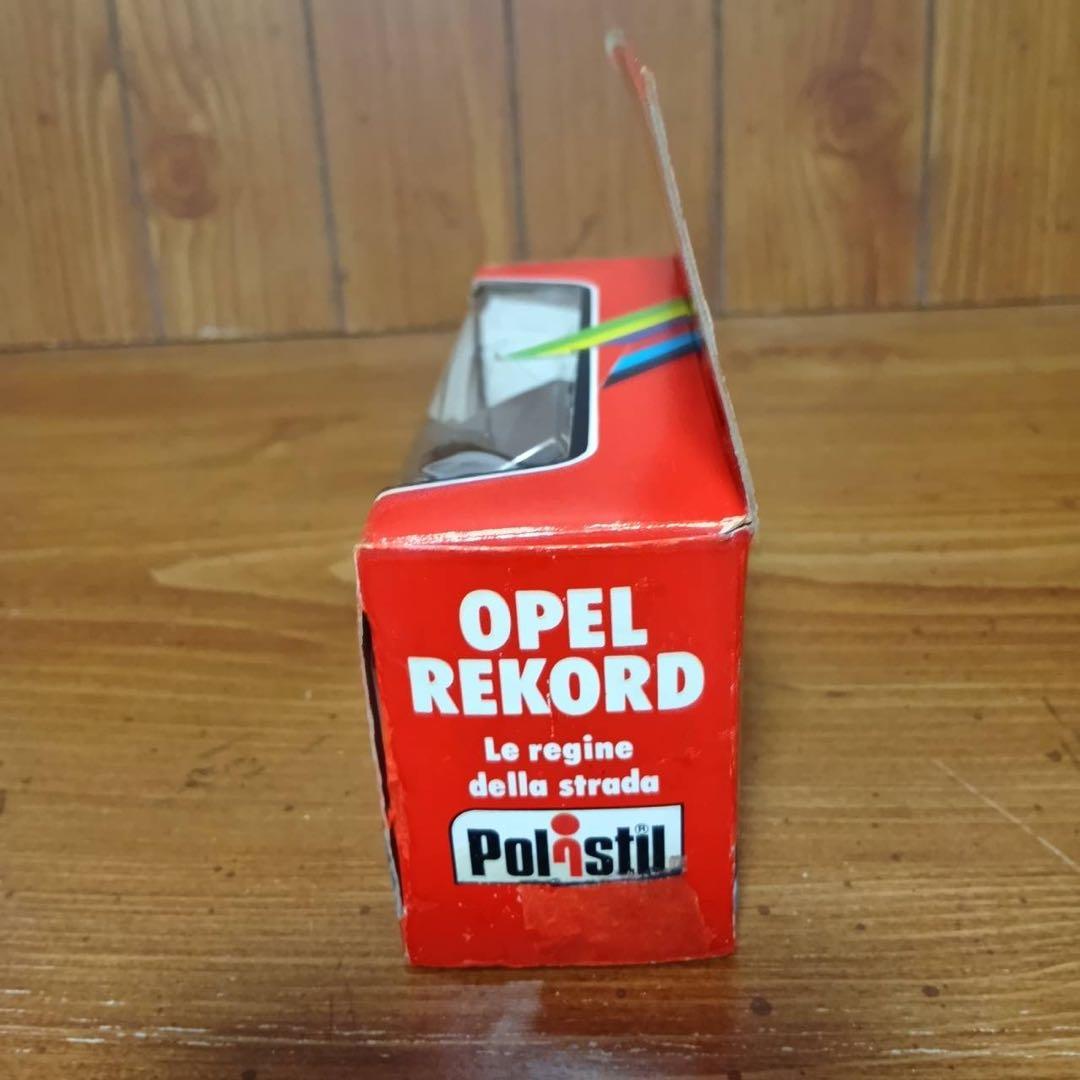 OPEL
REKORD
Le regine
della strada
Polistil®